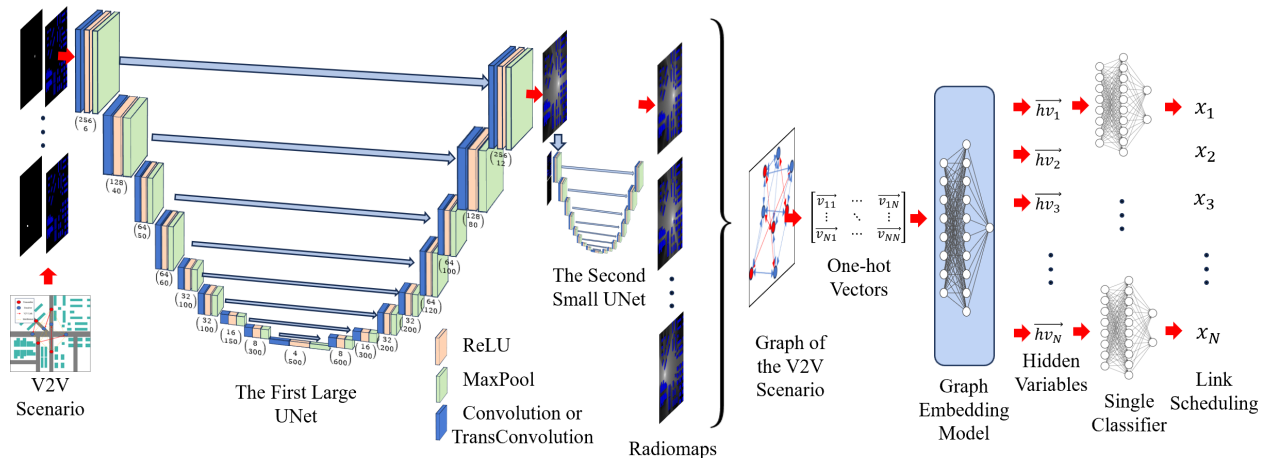 (256
6)
(128
40)
(64
50)
(64
60)
(32
100)
(32
100)
(16
150)
(8
300)
(4
500)
(8
600)
(16
300)
(32
200)
(32
200)
(64
120)
(64
100)
(128
80)
(256
12)
V2V
Scenario
The First Large
UNet
ReLU
MaxPool
Convolution or
TransConvolution
The Second
Small UNet
Radiomaps
Graph of
the V2V
Scenario
[v₁₁ ⋯ v₁N
⋮ ⋱ ⋮
vN₁ ⋯ vNN]
One-hot
Vectors
Graph
Embedding
Model
hv₁
hv₂
hv₃
hvN
Hidden
Variables
Single
Classifier
x₁
x₂
x₃
xN
Link
Scheduling